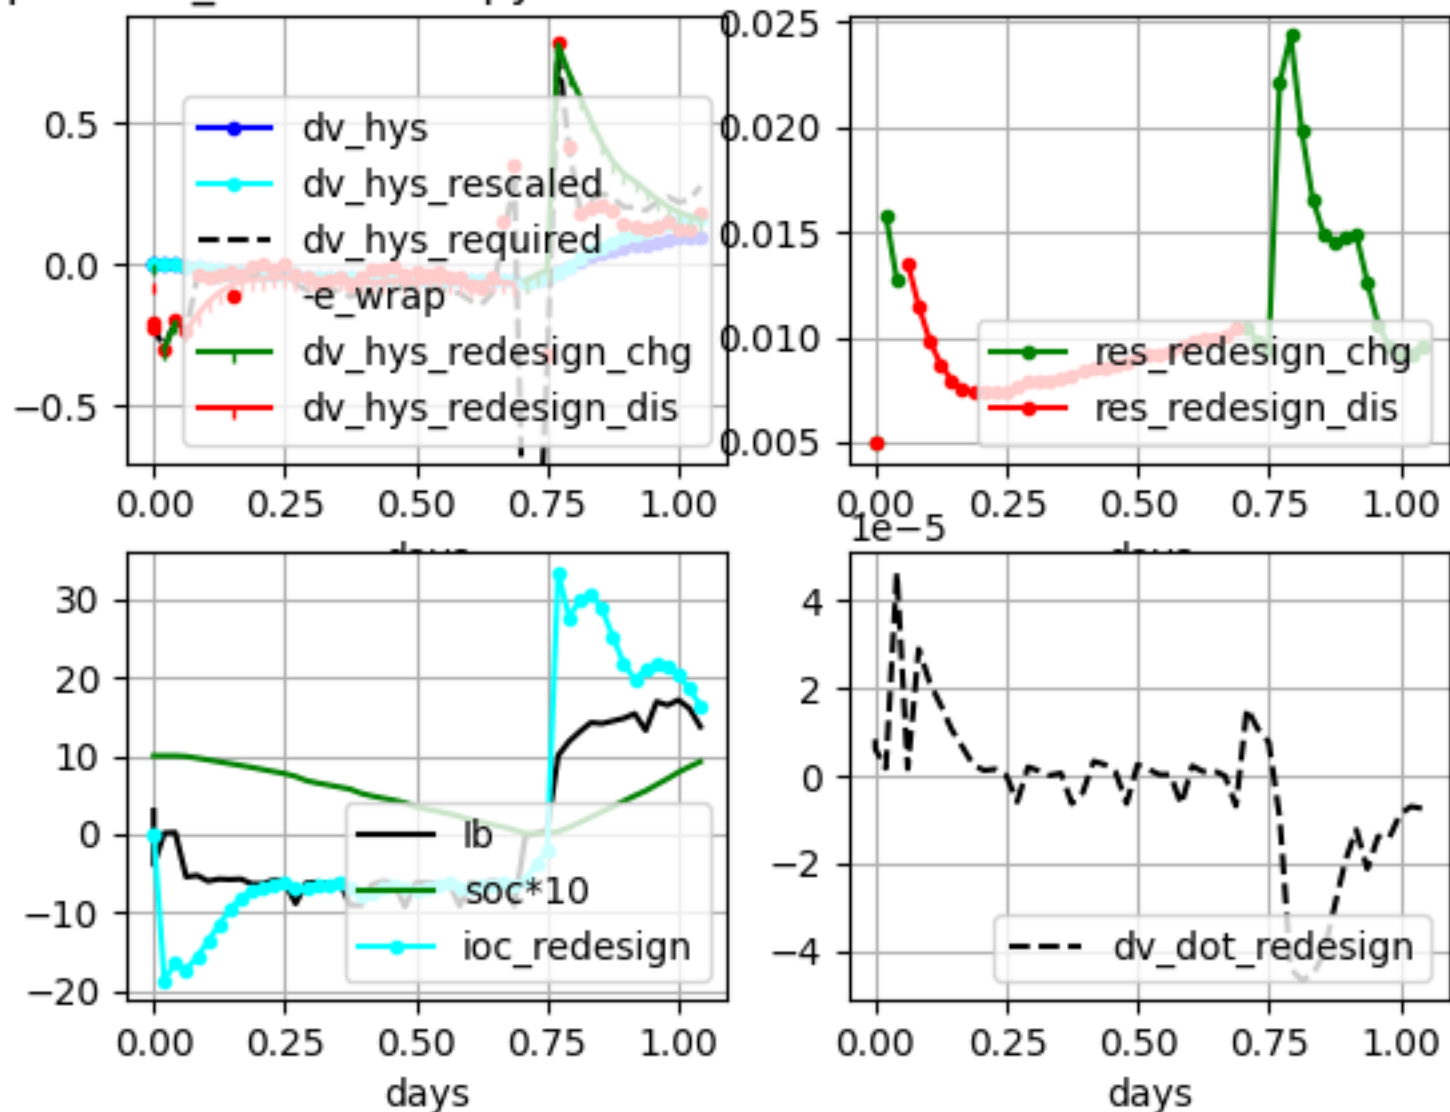 0.5
0.0
−0.5
dv_hys
dv_hys_rescaled
dv_hys_required
-e_wrap
dv_hys_redesign_chg
dv_hys_redesign_dis
0.00 0.25 0.50 0.75 1.00
days
0.025
0.020
0.015
0.010
0.005
res_redesign_chg
res_redesign_dis
0.00 0.25 0.50 0.75 1.00
days
30
20
10
0
−10
−20
Ib
soc*10
ioc_redesign
0.00 0.25 0.50 0.75 1.00
days
1e−5
4
2
0
−2
−4
dv_dot_redesign
0.00 0.25 0.50 0.75 1.00
days